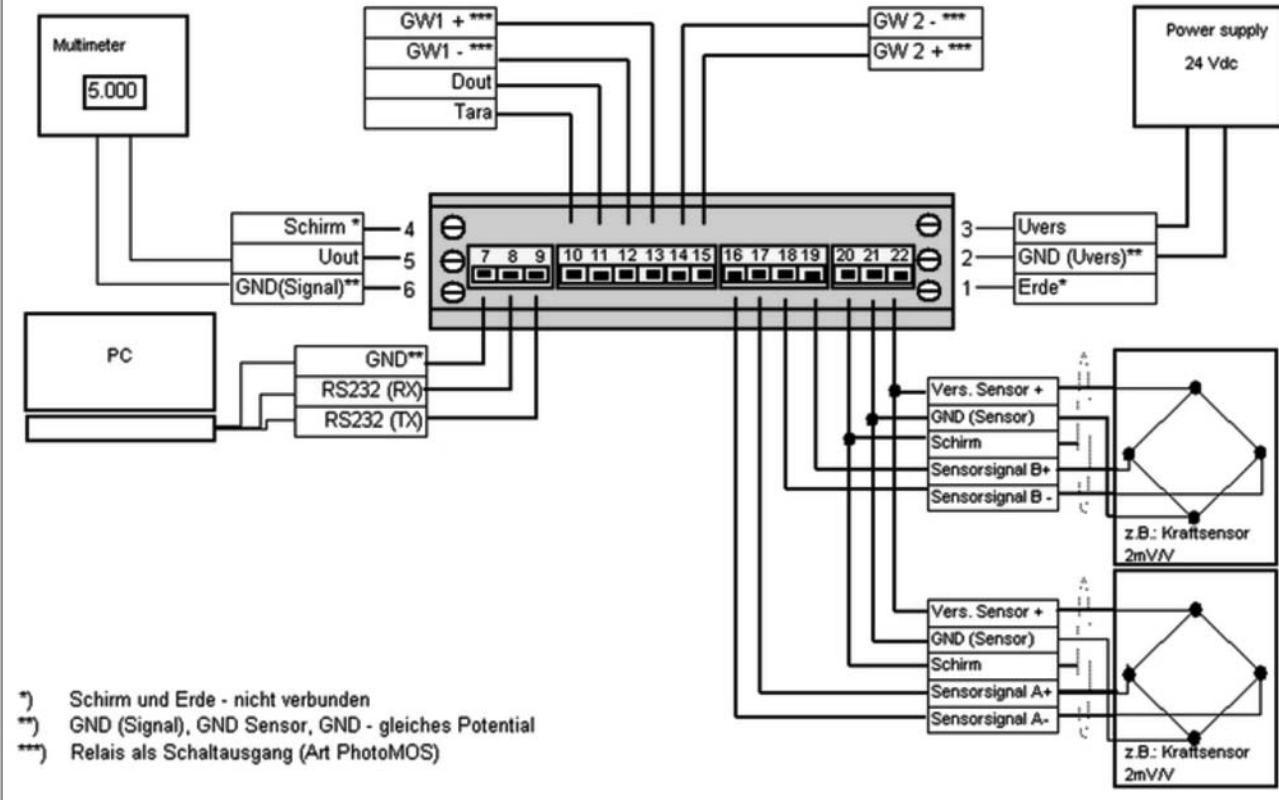 GW1 + ***
GW1 - ***
Dout
Tara
GW 2 - ***
GW 2 + ***
Multimeter
5.000
Power supply
24 Vdc
Schirm * 4
Uout 5
GND(Signal)** 6
3 Uvers
2 GND (Uvers)**
1 Erde*
7 8 9 10 11 12 13 14 15 16 17 18 19 20 21 22
PC
GND**
RS232 (RX)
RS232 (TX)
Vers. Sensor +
GND (Sensor)
Schirm
Sensorsignal B+
Sensorsignal B -
z.B.: Kraftsensor
2mV/V
Vers. Sensor +
GND (Sensor)
Schirm
Sensorsignal A+
Sensorsignal A-
z.B.: Kraftsensor
2mV/V
*) Schirm und Erde - nicht verbunden
**) GND (Signal), GND Sensor, GND - gleiches Potential
***) Relais als Schaltausgang (Art PhotoMOS)